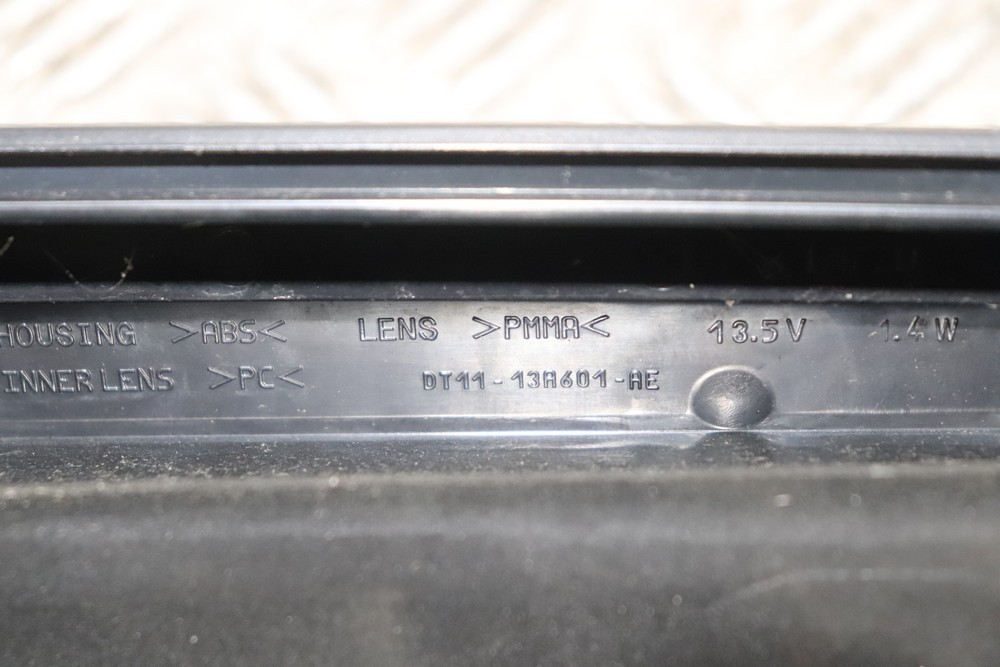 HOUSING >ABS< LENS >PMMA< 13.5V 1.4W
INNER LENS >PC< DT11-13A601-AE